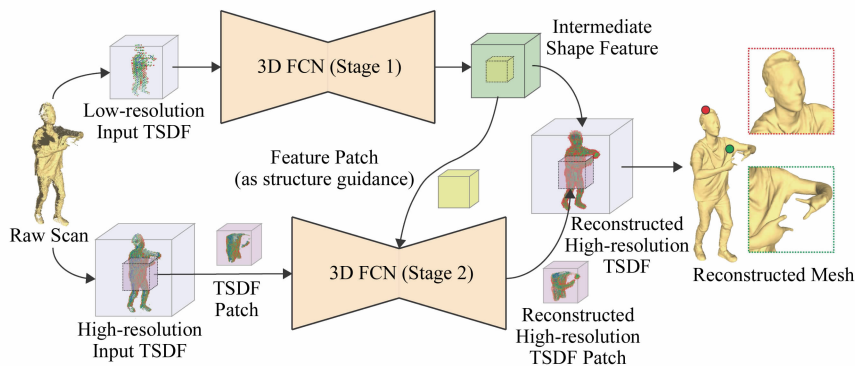 Raw Scan
Low-resolution
Input TSDF
3D FCN (Stage 1)
Intermediate
Shape Feature
Feature Patch
(as structure guidance)
High-resolution
Input TSDF
TSDF
Patch
3D FCN (Stage 2)
Reconstructed
High-resolution
TSDF Patch
Reconstructed
High-resolution
TSDF
Reconstructed Mesh